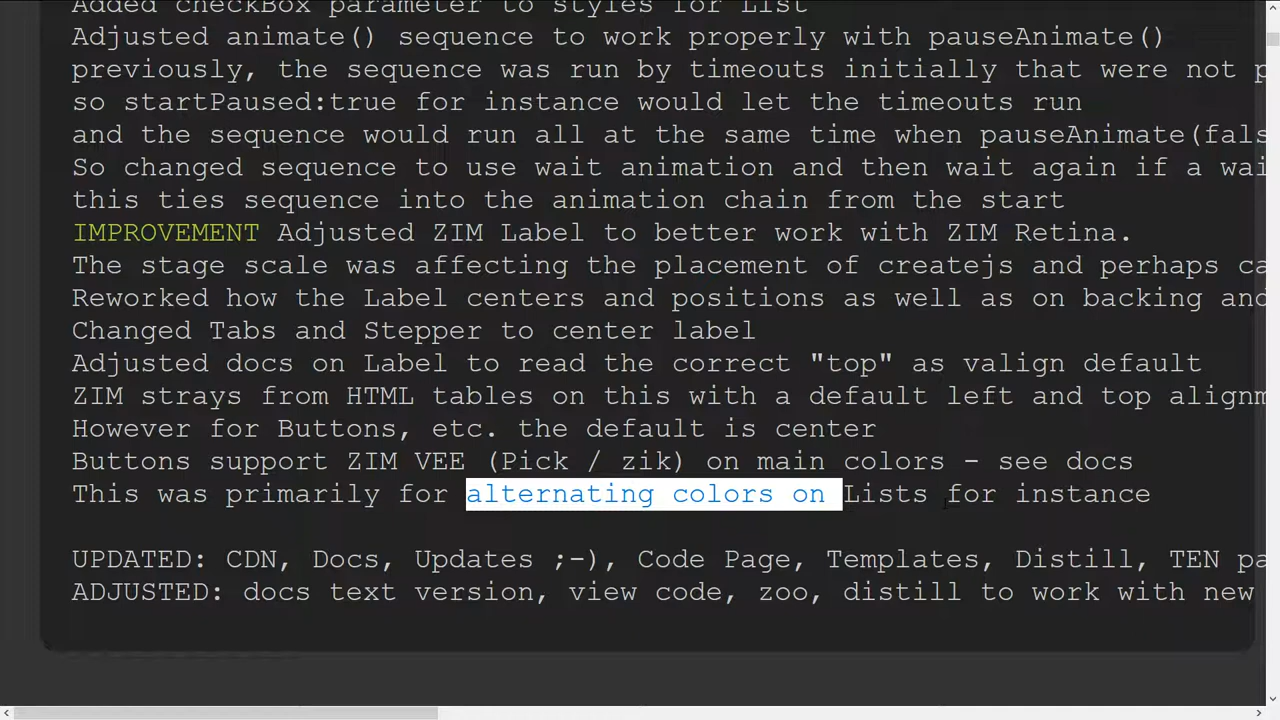 Added checkBox parameter to styles for List
Adjusted animate() sequence to work properly with pauseAnimate()
previously, the sequence was run by timeouts initially that were not
so startPaused:true for instance would let the timeouts run
and the sequence would run all at the same time when pauseAnimate(fals
So changed sequence to use wait animation and then wait again if a wai
this ties sequence into the animation chain from the start
IMPROVEMENT Adjusted ZIM Label to better work with ZIM Retina.
The stage scale was affecting the placement of createjs and perhaps ca
Reworked how the Label centers and positions as well as on backing and
Changed Tabs and Stepper to center label
Adjusted docs on Label to read the correct "top" as valign default
ZIM strays from HTML tables on this with a default left and top alignm
However for Buttons, etc. the default is center
Buttons support ZIM VEE (Pick / zik) on main colors - see docs
This was primarily for alternating colors on Lists for instance
UPDATED: CDN, Docs, Updates ;-), Code Page, Templates, Distill, TEN pa
ADJUSTED: docs text version, view code, zoo, distill to work with new